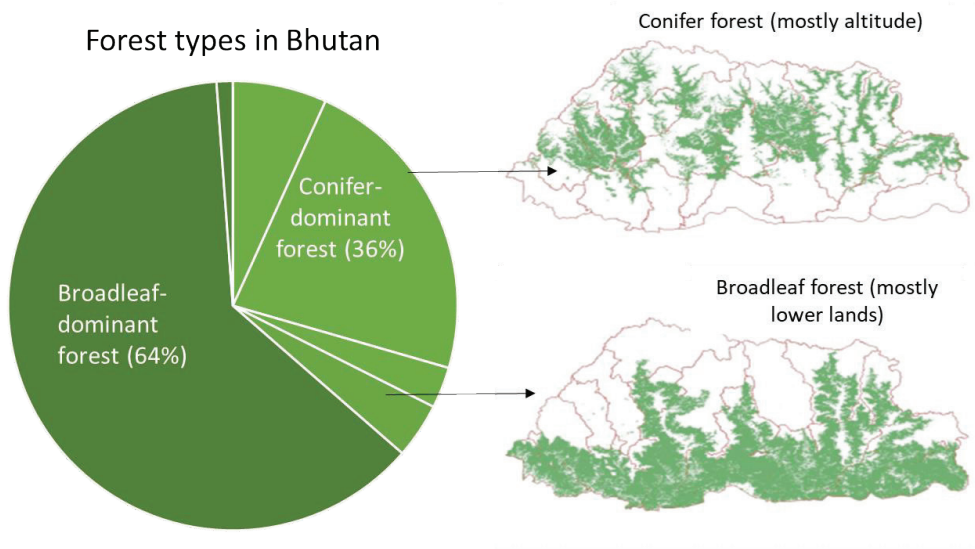 Forest types in Bhutan
Conifer-
dominant
forest (36%)
Broadleaf-
dominant
forest (64%)
Conifer forest (mostly altitude)
Broadleaf forest (mostly
lower lands)